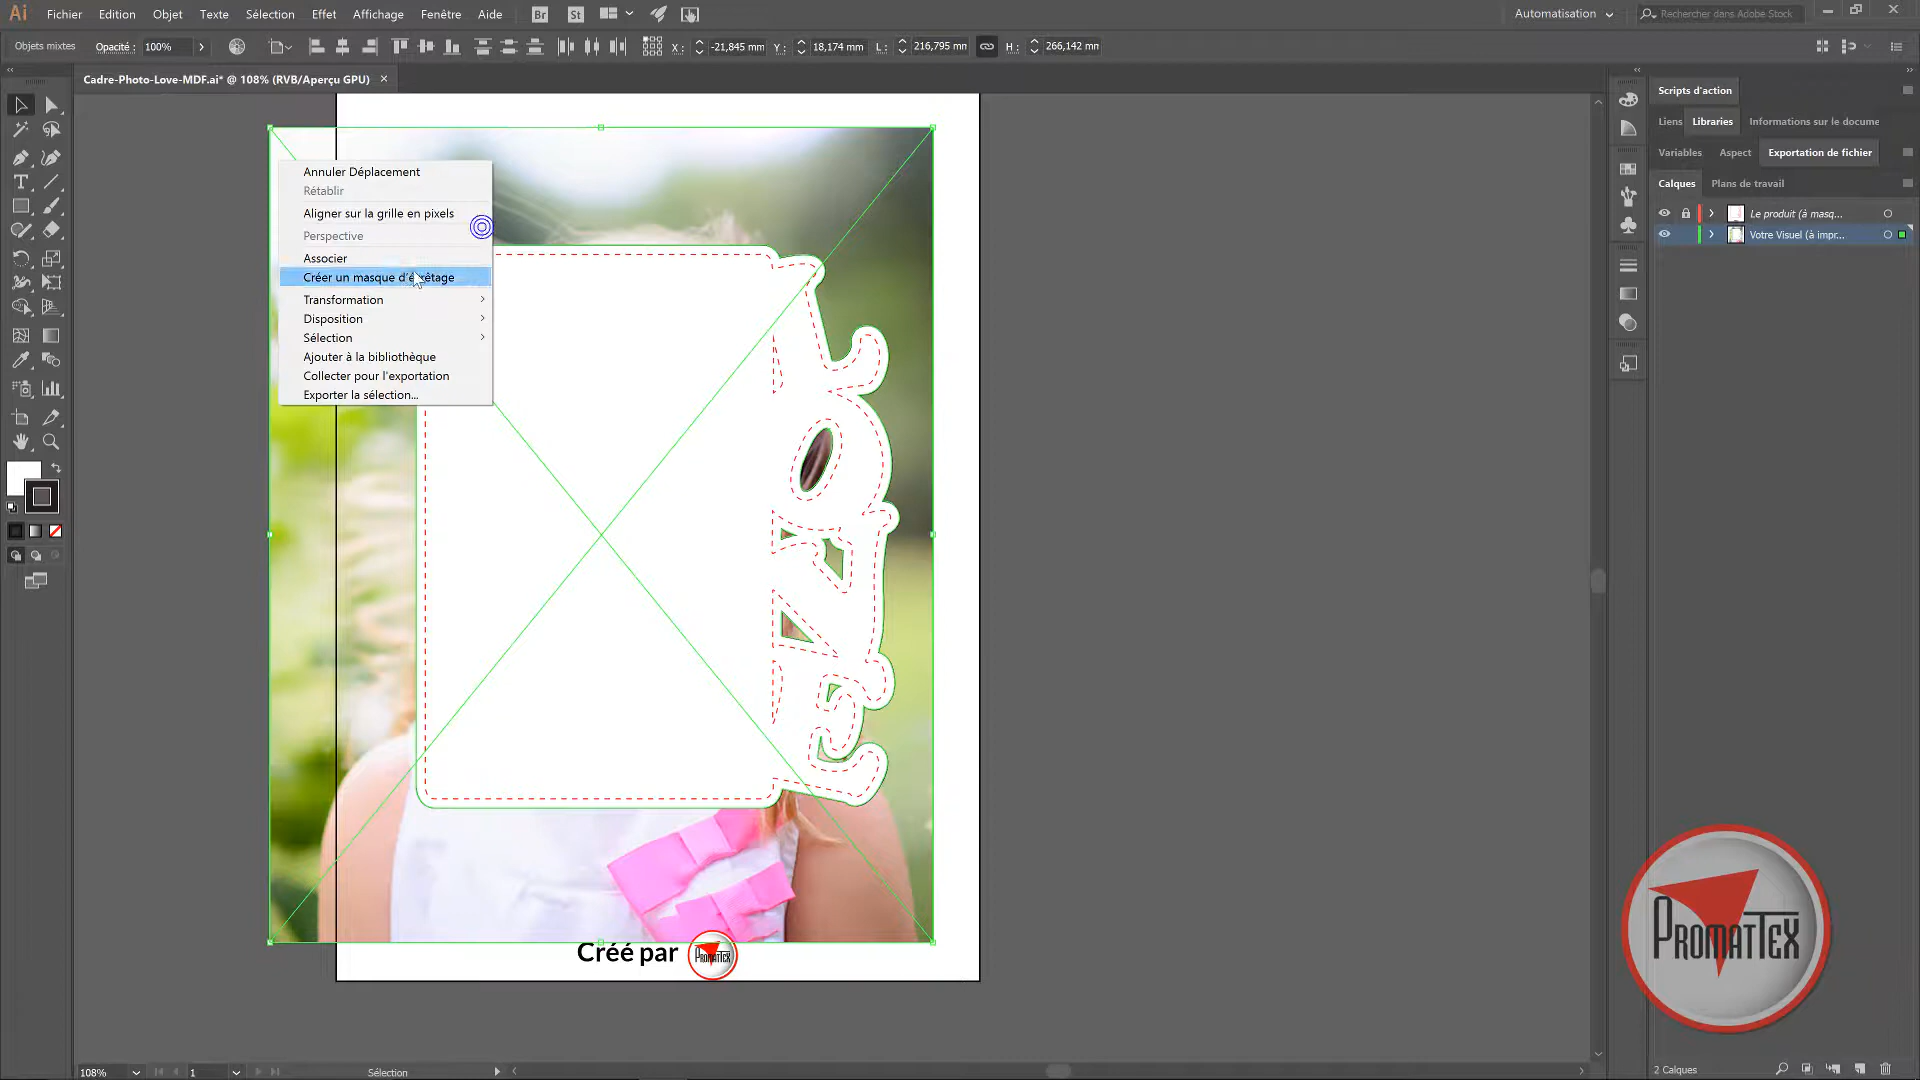 Ai Fichier Edition Objet Texte Sélection Effet Affichage Fenêtre Aide Br St Automatisation Rechercher dans Adobe Stock
Objets mixtes Opacité : 100% X : -21,845 mm Y : 18,174 mm L : 216,795 mm H : 266,142 mm
Cadre-Photo-Love-MDF.ai* @ 108% (RVB/Aperçu GPU)
Scripts d'action
Liens Libraries Informations sur le docume
Variables Aspect Exportation de fichier
Calques Plans de travail
Le produit (à masq...
Votre Visuel (à impr...
Annuler Déplacement
Rétablir
Aligner sur la grille en pixels
Perspective
Associer
Créer un masque d'écrêtage
Transformation
Disposition
Sélection
Ajouter à la bibliothèque
Collecter pour l'exportation
Exporter la sélection...
Love
Créé par PROMATTEX
PROMATTEX
108% 1 Sélection 2 Calques